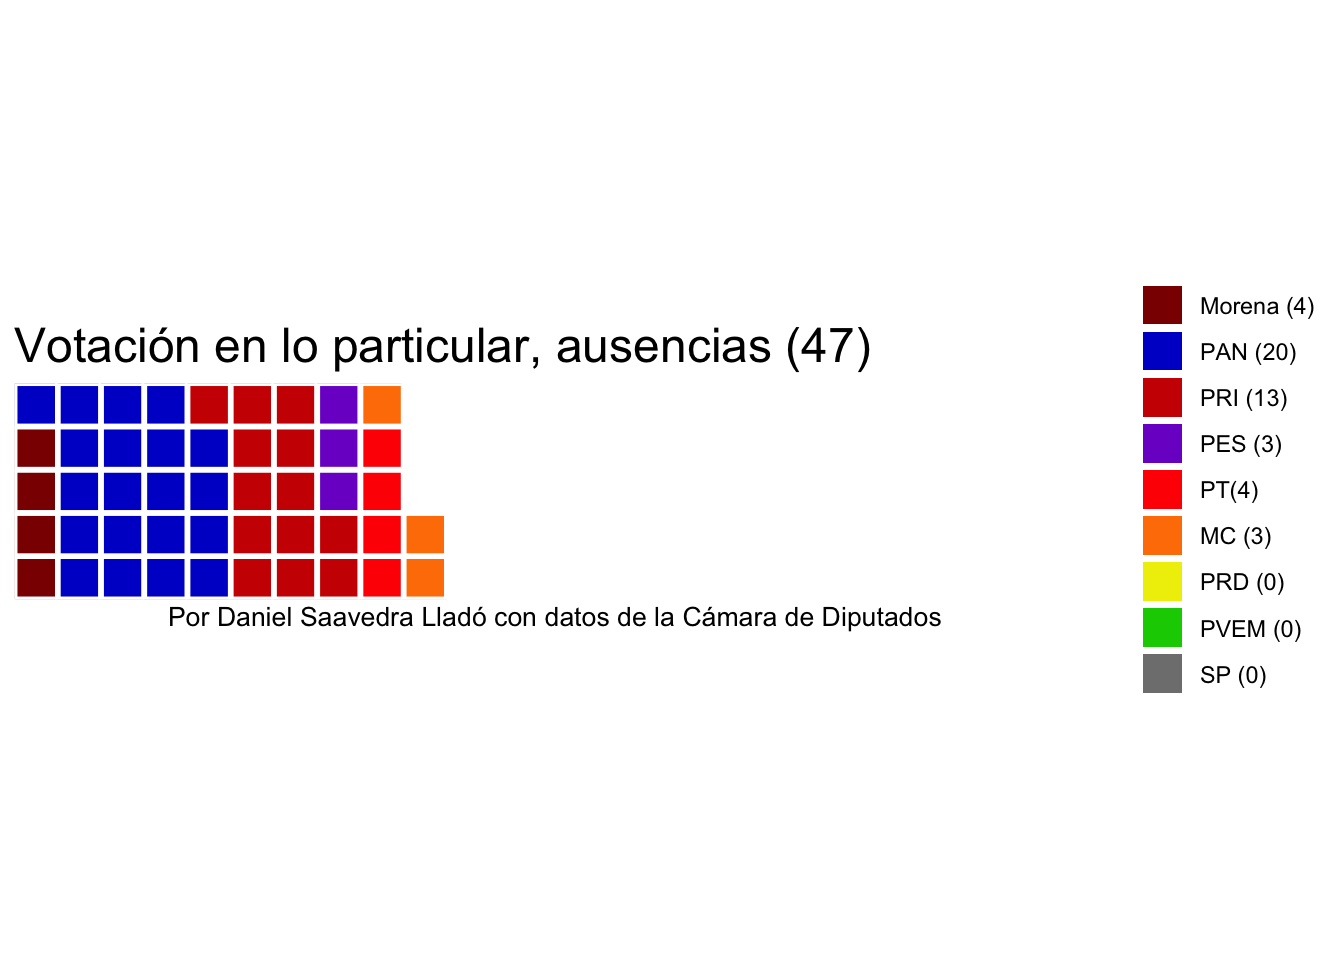 Votación en lo particular, ausencias (47)
Por Daniel Saavedra Lladó con datos de la Cámara de Diputados
Morena (4)
PAN (20)
PRI (13)
PES (3)
PT(4)
MC (3)
PRD (0)
PVEM (0)
SP (0)